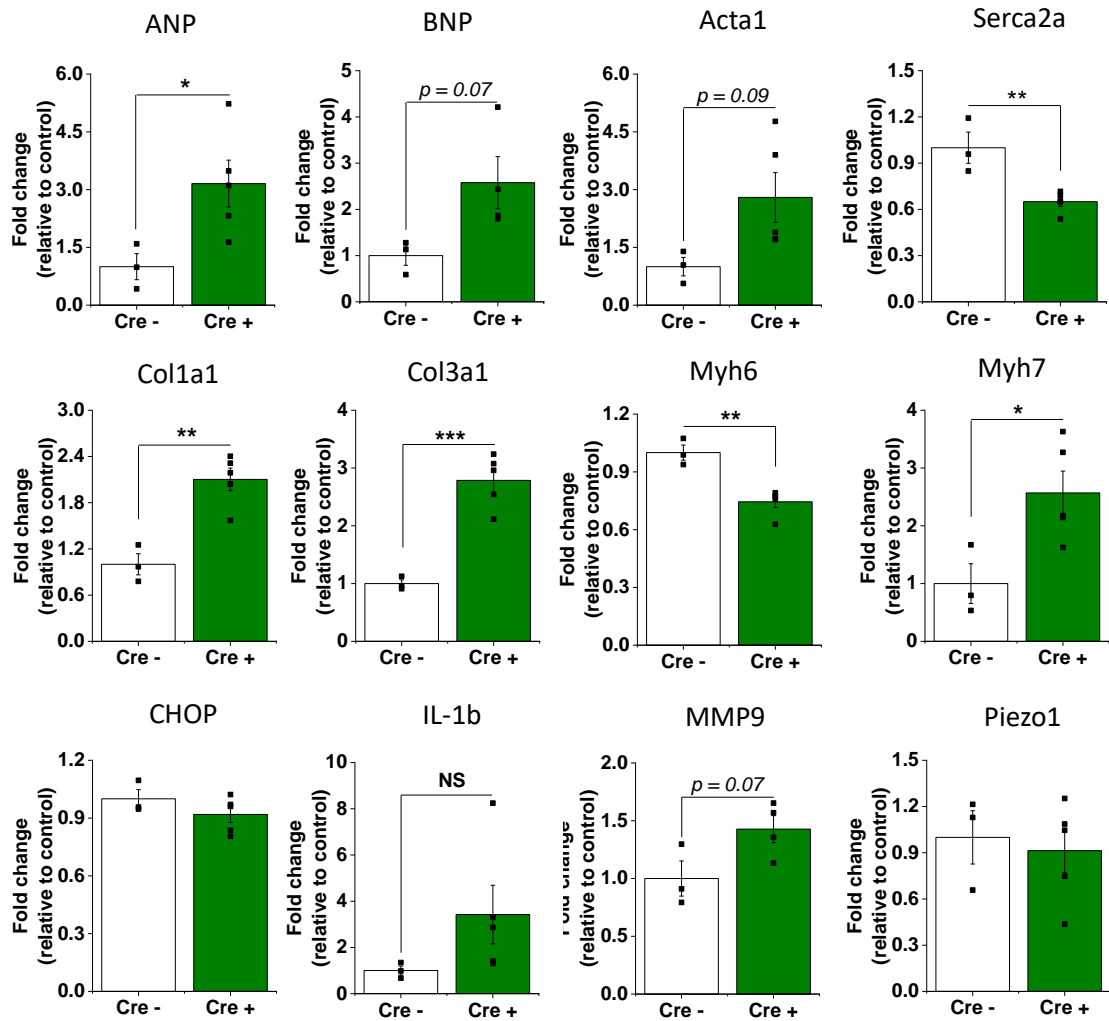 ANP
BNP
Acta1
Serca2a
Fold change
(relative to control)
6.0
4.5
3.0
1.5
0.0
*
Cre -
Cre +
Fold change
(relative to control)
5
4
3
2
1
0
p = 0.07
Cre -
Cre +
Fold change
(relative to control)
6.0
4.5
3.0
1.5
0.0
p = 0.09
Cre -
Cre +
Fold change
(relative to control)
1.5
1.2
0.9
0.6
0.3
0.0
**
Cre -
Cre +
Col1a1
Col3a1
Myh6
Myh7
Fold change
(relative to control)
3.0
2.4
1.8
1.2
0.6
0.0
**
Cre -
Cre +
Fold change
(relative to control)
4
3
2
1
0
***
Cre -
Cre +
Fold change
(relative to control)
1.2
0.9
0.6
0.3
0.0
**
Cre -
Cre +
Fold change
(relative to control)
4
3
2
1
0
*
Cre -
Cre +
CHOP
IL-1b
MMP9
Piezo1
Fold change
(relative to control)
1.2
0.9
0.6
0.3
0.0
Cre -
Cre +
Fold change
(relative to control)
10
8
6
4
2
0
NS
Cre -
Cre +
Fold change
(relative to control)
2.0
1.5
1.0
0.5
0.0
p = 0.07
Cre -
Cre +
Fold change
(relative to control)
1.5
1.2
0.9
0.6
0.3
0.0
Cre -
Cre +